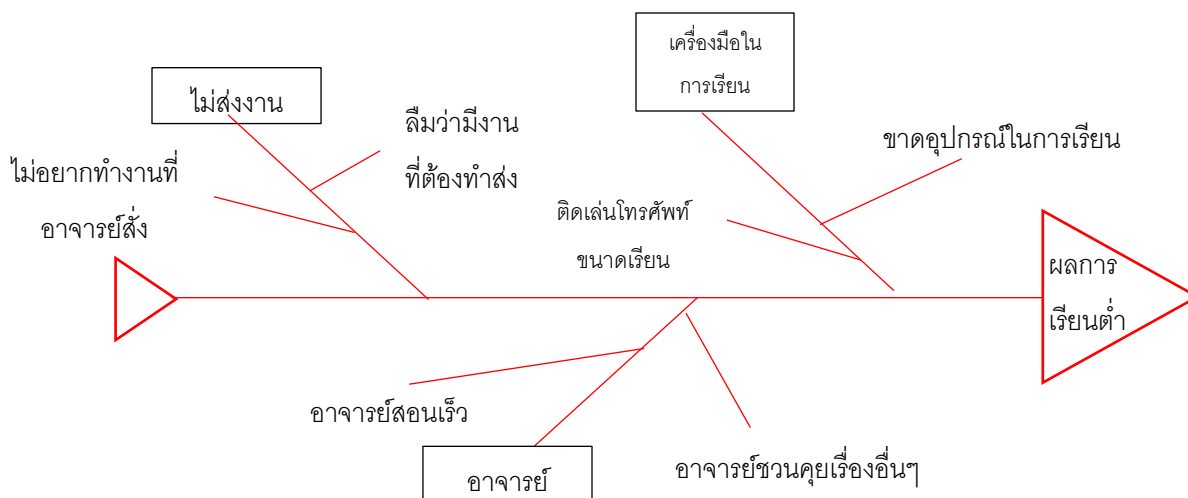 เครื่องมือใน
การเรียน
ไม่ส่งงาน
ลืมว่ามีงาน
ที่ต้องทำส่ง
ขาดอุปกรณ์ในการเรียน
ไม่อยากทำงานที่
อาจารย์สั่ง
ติดเล่นโทรศัพท์
ขนาดเรียน
ผลการ
เรียนต่ำ
อาจารย์สอนเร็ว
อาจารย์ชวนคุยเรื่องอื่นๆ
อาจารย์